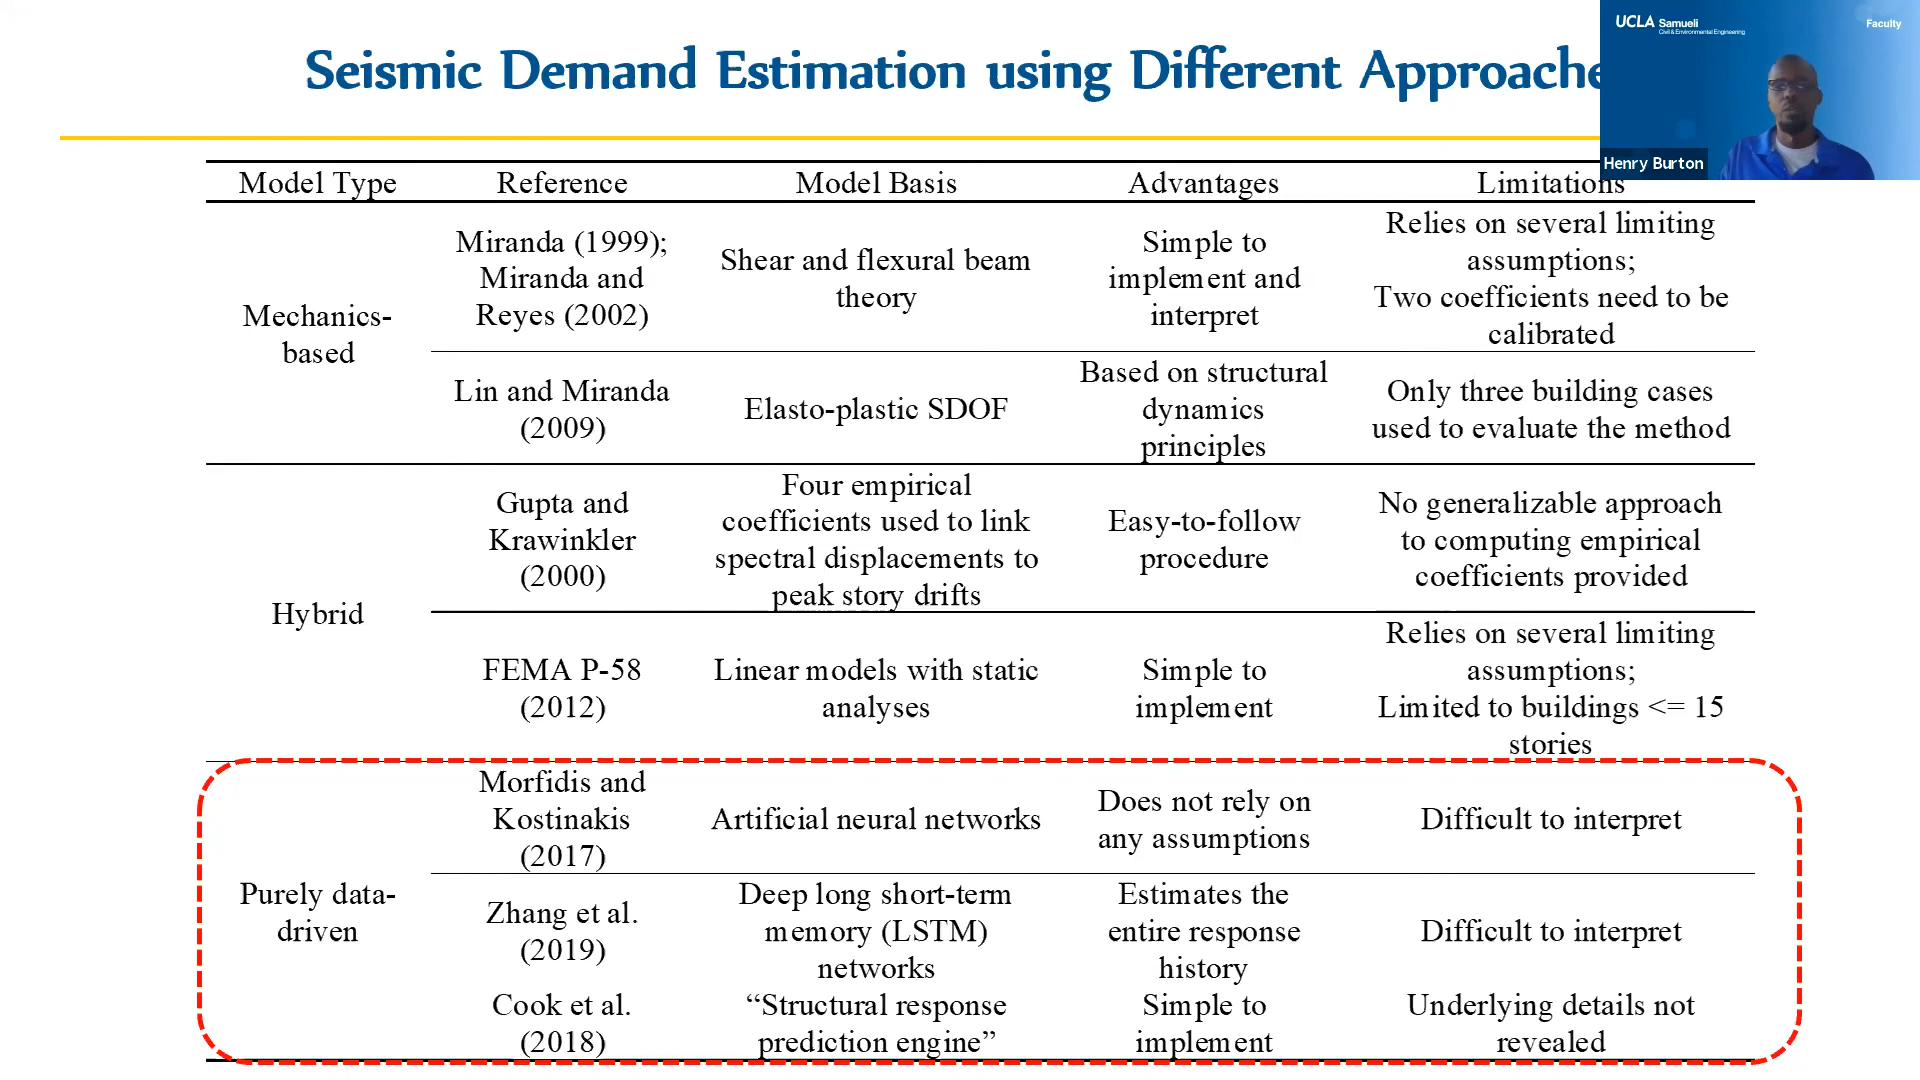 Seismic Demand Estimation using Different Approache
UCLA Samueli
Civil & Environmental Engineering
Faculty
Henry Burton
Model Type
Reference
Model Basis
Advantages
Limitations
Mechanics-
based
Miranda (1999);
Miranda and
Reyes (2002)
Shear and flexural beam
theory
Simple to
implement and
interpret
Relies on several limiting
assumptions;
Two coefficients need to be
calibrated
Lin and Miranda
(2009)
Elasto-plastic SDOF
Based on structural
dynamics
principles
Only three building cases
used to evaluate the method
Hybrid
Gupta and
Krawinkler
(2000)
Four empirical
coefficients used to link
spectral displacements to
peak story drifts
Easy-to-follow
procedure
No generalizable approach
to computing empirical
coefficients provided
FEMA P-58
(2012)
Linear models with static
analyses
Simple to
implement
Relies on several limiting
assumptions;
Limited to buildings <= 15
stories
Purely data-
driven
Morfidis and
Kostinakis
(2017)
Artificial neural networks
Does not rely on
any assumptions
Difficult to interpret
Zhang et al.
(2019)
Deep long short-term
memory (LSTM)
networks
Estimates the
entire response
history
Difficult to interpret
Cook et al.
(2018)
“Structural response
prediction engine”
Simple to
implement
Underlying details not
revealed